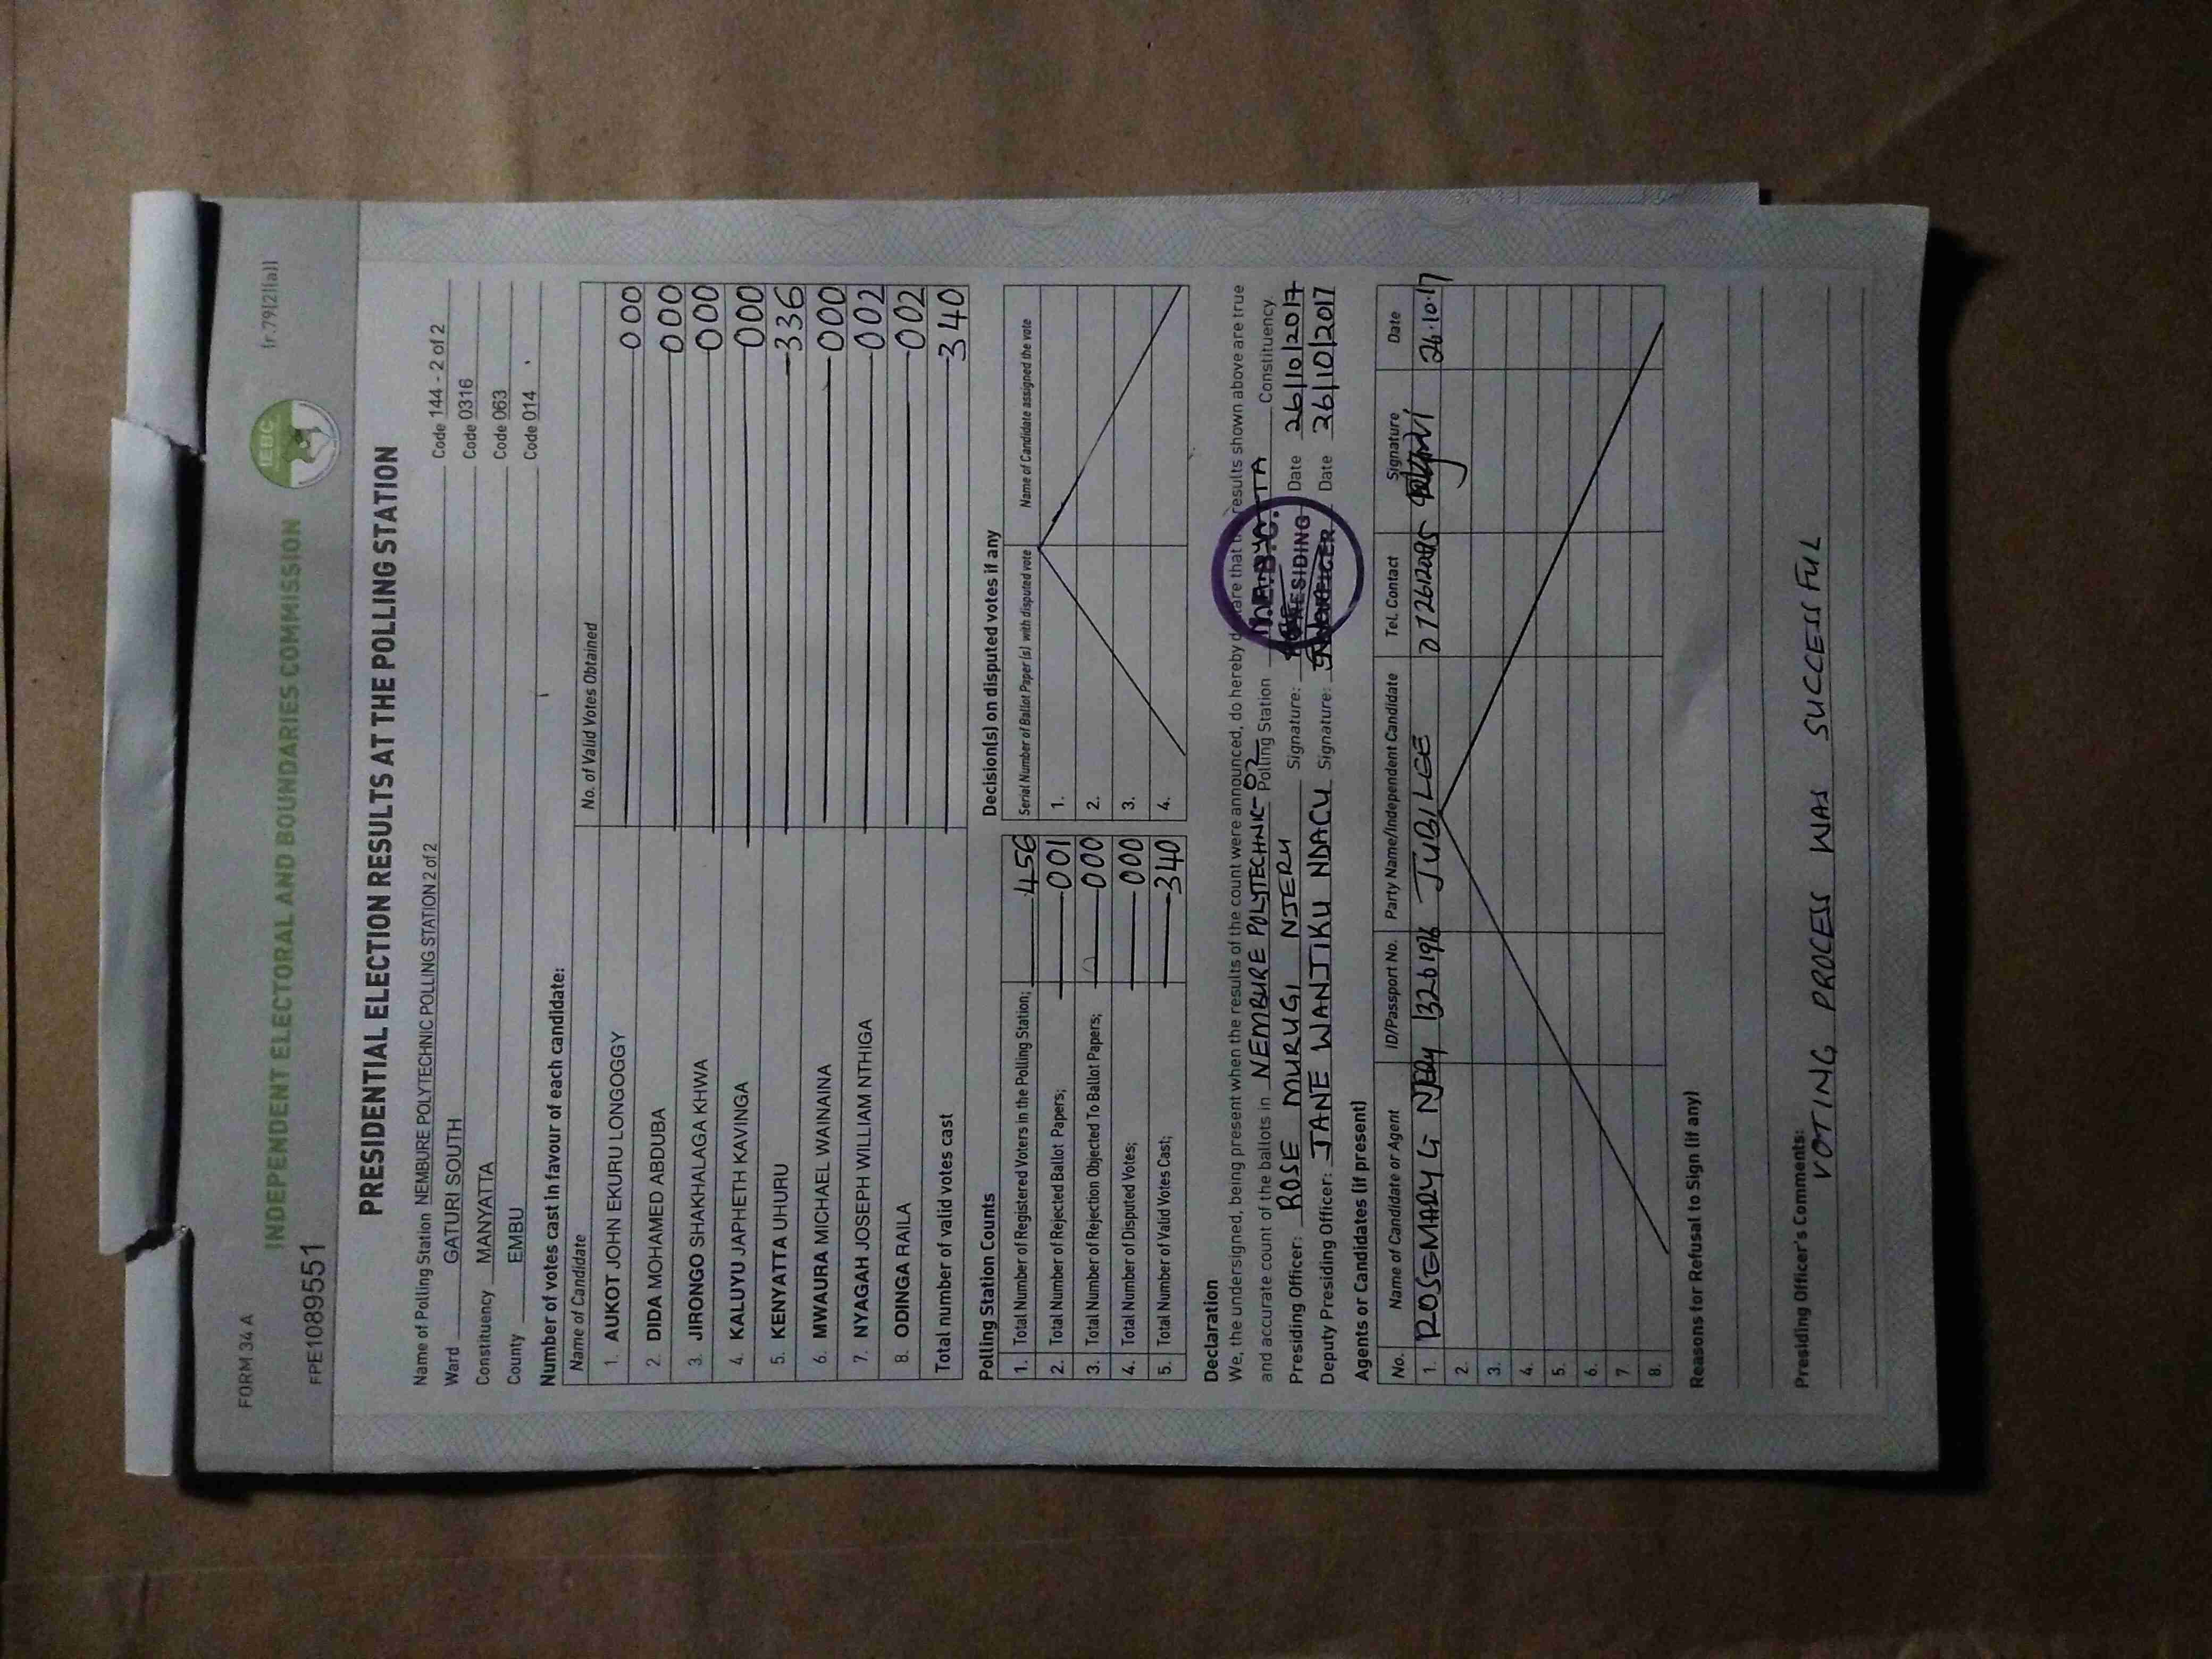 FORM 34 A
(r.79(2)(a))
INDEPENDENT ELECTORAL AND BOUNDARIES COMMISSION
IEBC
FPE1089551
PRESIDENTIAL ELECTION RESULTS AT THE POLLING STATION
Name of Polling Station NEMBURE POLYTECHNIC POLLING STATION 2 of 2 Code 144 - 2 of 2
Ward GATURI SOUTH Code 0316
Constituency MANYATTA Code 063
County EMBU Code 014
Number of votes cast in favour of each candidate:
Name of Candidate No. of Valid Votes Obtained
1. AUKOT JOHN EKURU LONGOGGY 000
2. DIDA MOHAMED ABDUBA 000
3. JIRONGO SHAKHALAGA KHWA 000
4. KALUYU JAPHETH KAVINGA 000
5. KENYATTA UHURU 336
6. MWAURA MICHAEL WAINAINA 000
7. NYAGAH JOSEPH WILLIAM NTHIGA 002
8. ODINGA RAILA 002
Total number of valid votes cast 340
Polling Station Counts
1. Total Number of Registered Voters in the Polling Station; 456
2. Total Number of Rejected Ballot Papers; 001
3. Total Number of Rejection Objected To Ballot Papers; 000
4. Total Number of Disputed Votes; 000
5. Total Number of Valid Votes Cast; 340
Decision(s) on disputed votes if any
Serial Number of Ballot Paper (s) with disputed vote Name of Candidate assigned the vote
1.
2.
3.
4.
Declaration
We, the undersigned, being present when the results of the count were announced, do hereby declare that the results shown above are true
and accurate count of the ballots in NEMBURE POLYTECHNIC-02 Polling Station MANYATTA Constituency
Presiding Officer: ROSE MURUGI NJERU Signature: Date 26/10/2017
Deputy Presiding Officer: JANE WANJIKU NDACU Signature: Date 26/10/2017
I.E.B.C.
PRESIDING
OFFICER
Agents or Candidates (if present)
No. Name of Candidate or Agent ID/Passport No. Party Name/Independent Candidate Tel. Contact Signature Date
1. ROSEMARY G JUBILEE 26.10.17
2.
3.
4.
5.
6.
7.
8.
Reasons for Refusal to Sign (if any)
Presiding Officer's Comments:
VOTING PROCESS WAS SUCCESSFUL